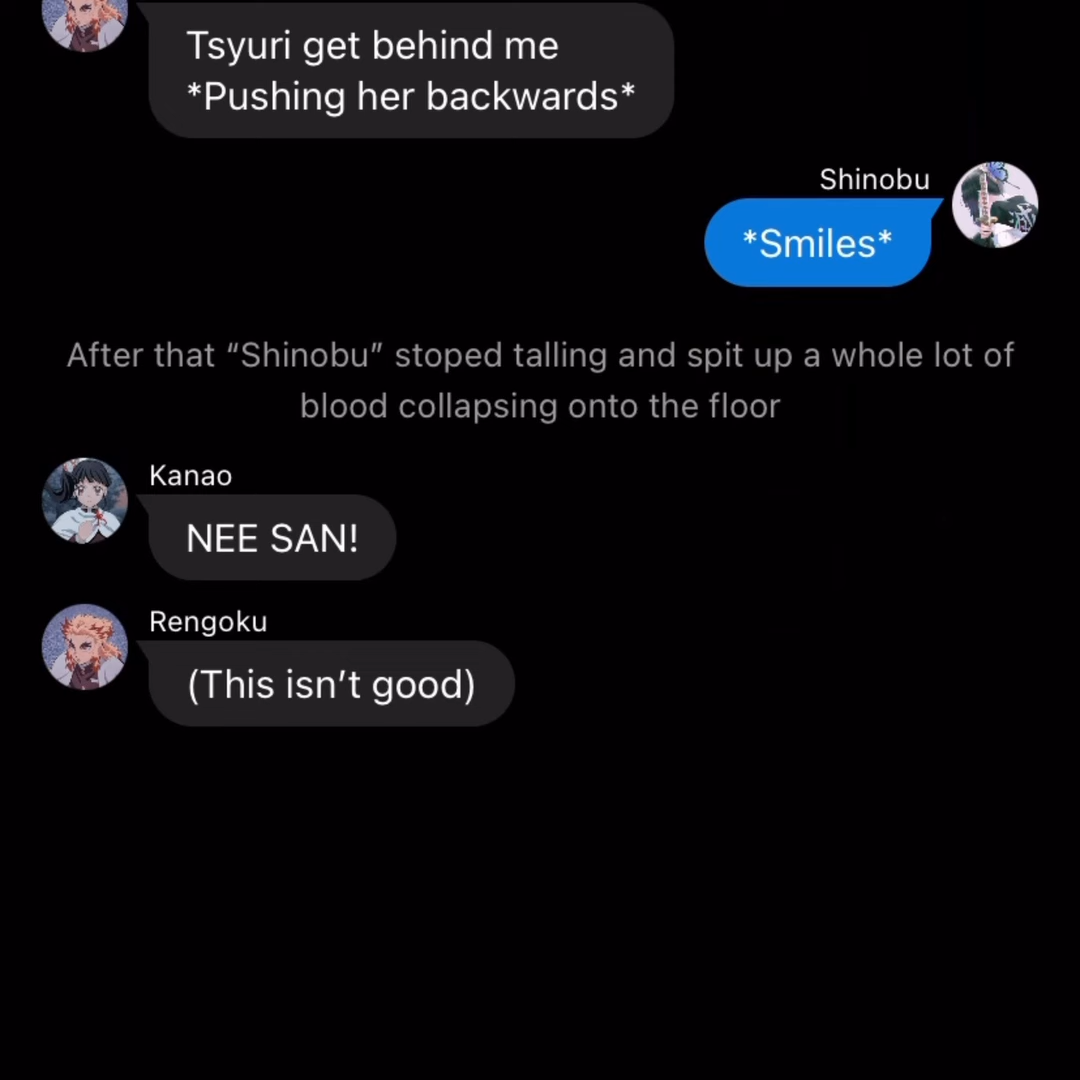 Tsyuri get behind me
*Pushing her backwards*
Shinobu
*Smiles*
After that “Shinobu” stoped talling and spit up a whole lot of
blood collapsing onto the floor
Kanao
NEE SAN!
Rengoku
(This isn’t good)